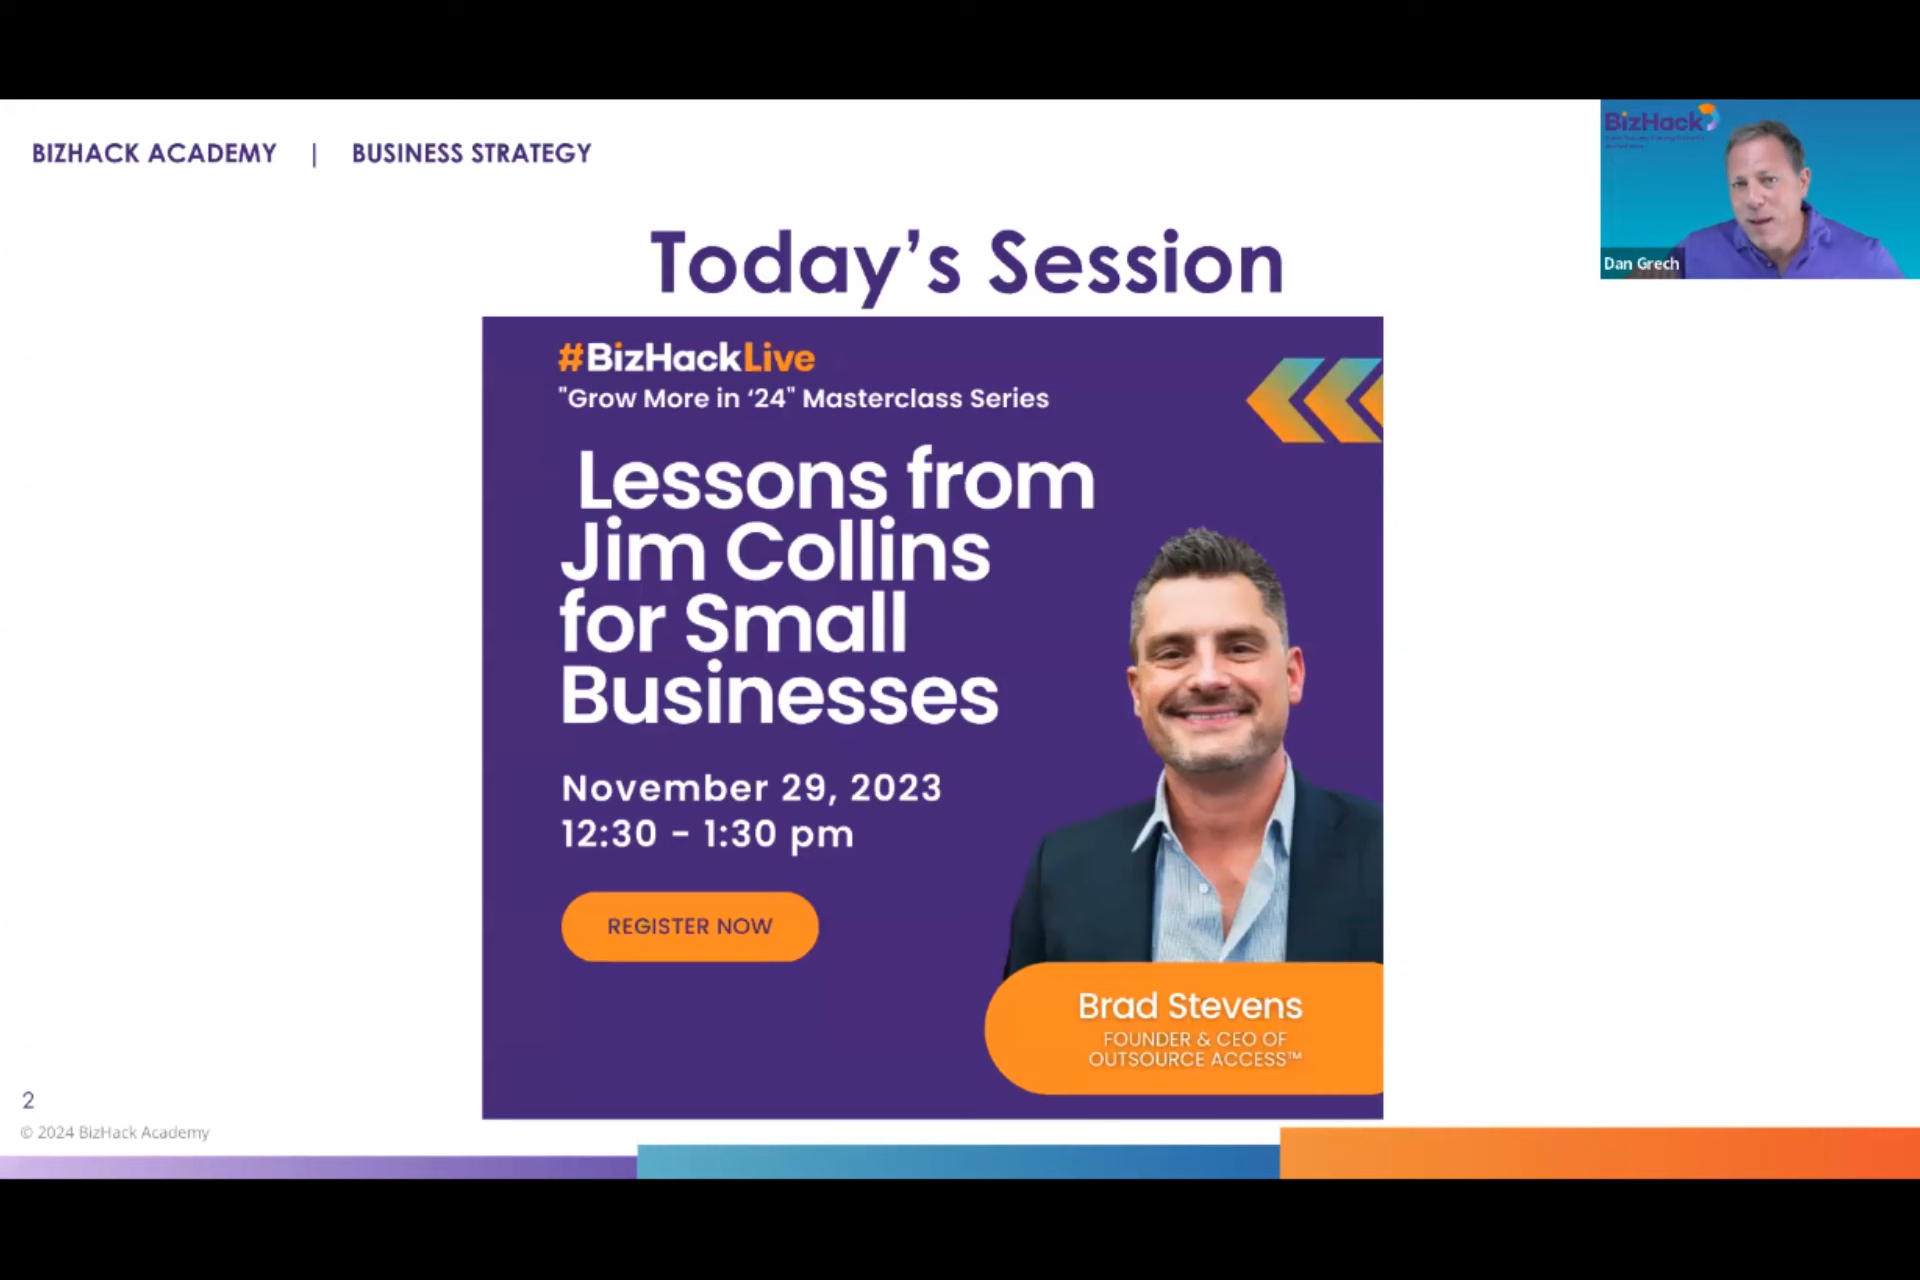 BIZHACK ACADEMY | BUSINESS STRATEGY
BizHack
Dan Grech
Today’s Session
#BizHackLive
"Grow More in ‘24" Masterclass Series
Lessons from
Jim Collins
for Small
Businesses
November 29, 2023
12:30 - 1:30 pm
REGISTER NOW
Brad Stevens
FOUNDER & CEO OF
OUTSOURCE ACCESS™
2
© 2024 BizHack Academy